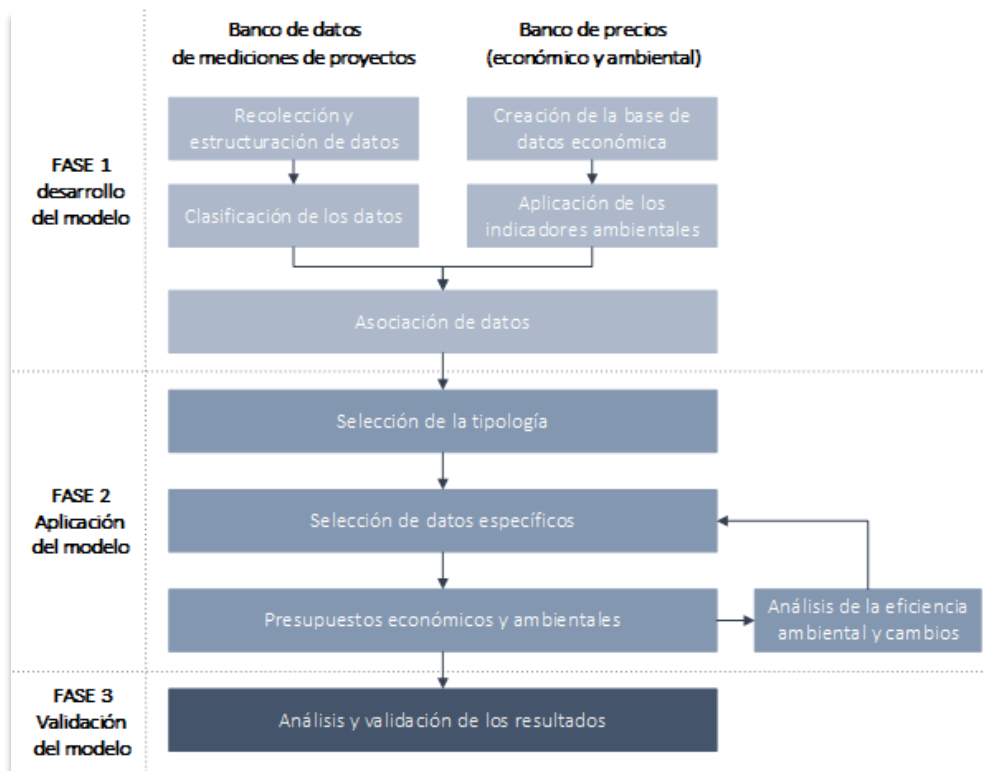 Banco de datos
de mediciones de proyectos
Banco de precios
(económico y ambiental)
FASE 1
desarrollo
del modelo
Recolección y
estructuración de datos
Creación de la base de
datos económica
Clasificación de los datos
Aplicación de los
indicadores ambientales
Asociación de datos
FASE 2
Aplicación
del modelo
Selección de la tipología
Selección de datos específicos
Presupuestos económicos y ambientales
Análisis de la eficiencia
ambiental y cambios
FASE 3
Validación
del modelo
Análisis y validación de los resultados